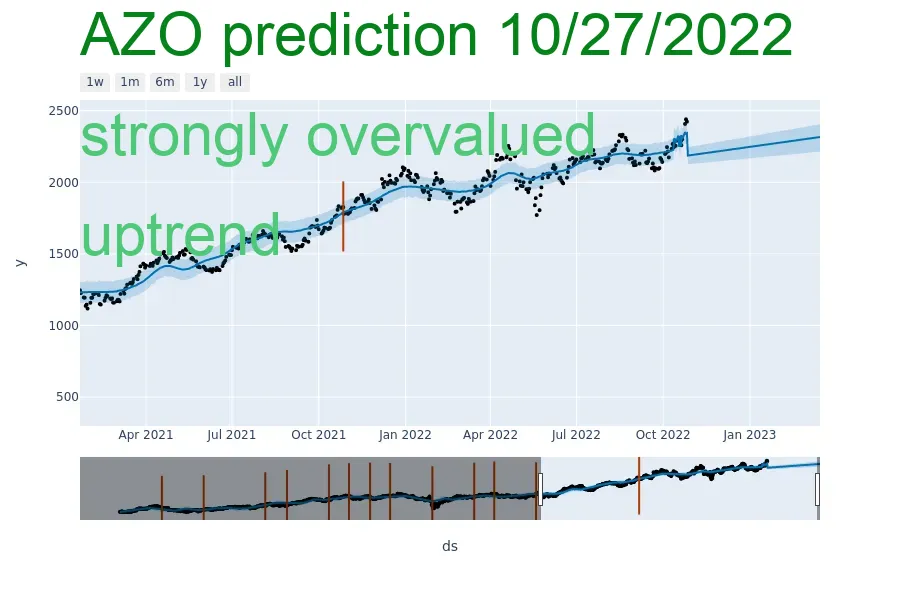 AZO prediction 10/27/2022
1w 1m 6m 1y all
2500
strongly overvalued
2000
uptrend
1500
y
1000
500
Apr 2021 Jul 2021 Oct 2021 Jan 2022 Apr 2022 Jul 2022 Oct 2022 Jan 2023
ds